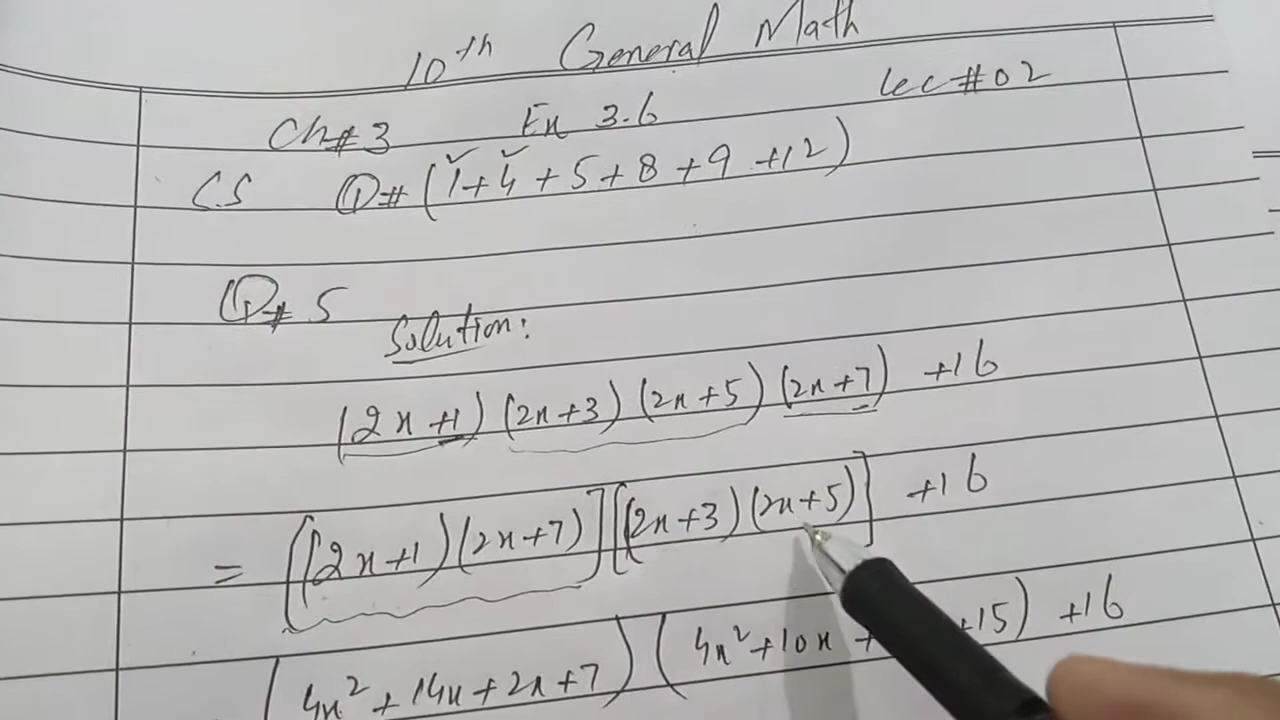 10th General Math
Lec #02
Ch#3 Ex 3.6
C.S Q# (1+4+5+8+9+12)
Q# 5
Solution:
(2x+1)(2x+3)(2x+5)(2x+7)+16
= [(2x+1)(2x+7)][(2x+3)(2x+5)]+16
(4x²+14x+2x+7)(4x²+10x+ +15)+16